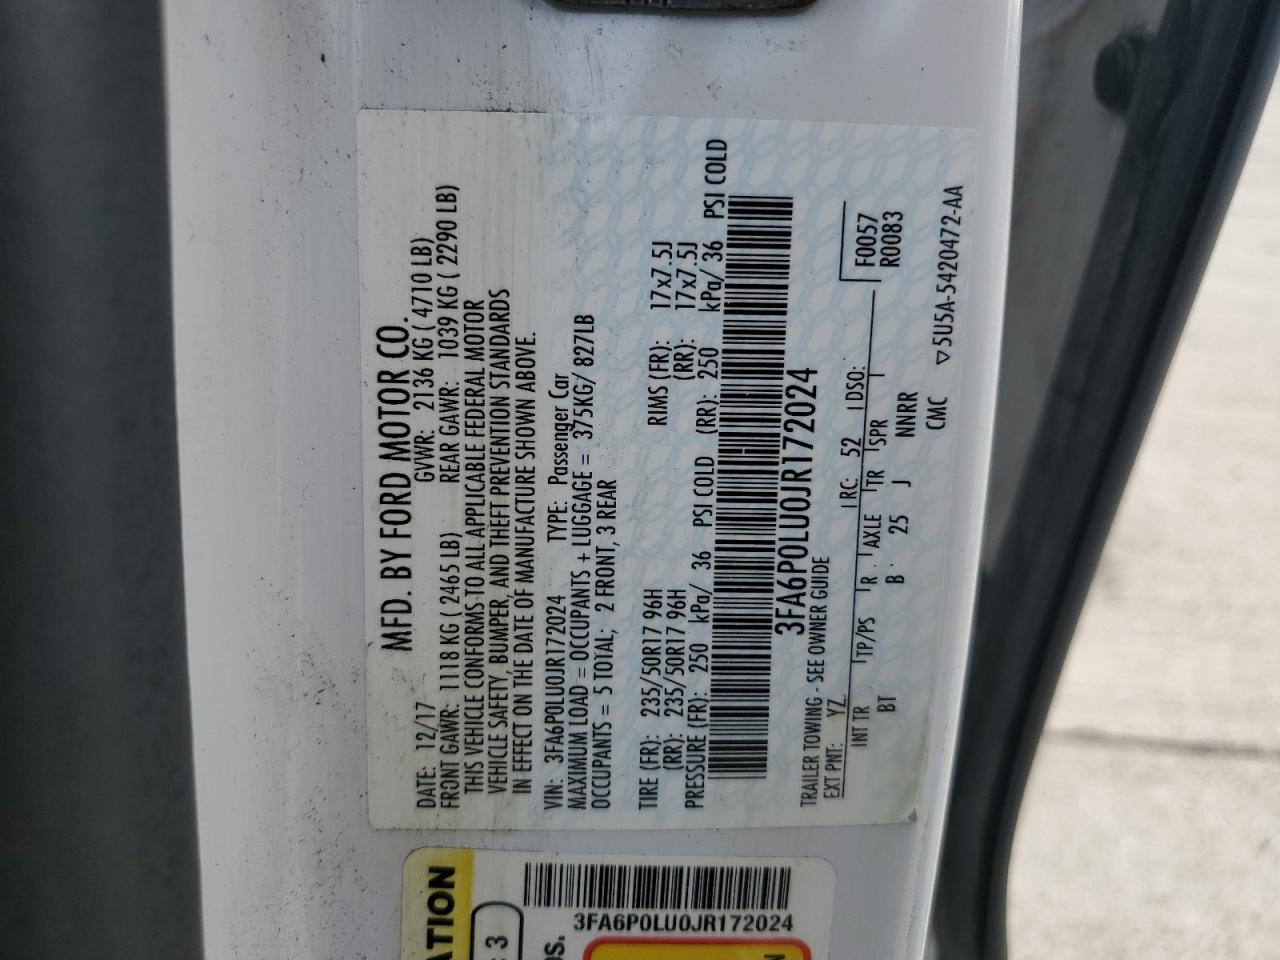 MFD. BY FORD MOTOR CO.
DATE: 12/17 GVWR: 2136 KG ( 4710 LB)
FRONT GAWR: 1118 KG ( 2465 LB) REAR GAWR: 1039 KG ( 2290 LB)
THIS VEHICLE CONFORMS TO ALL APPLICABLE FEDERAL MOTOR
VEHICLE SAFETY, BUMPER, AND THEFT PREVENTION STANDARDS
IN EFFECT ON THE DATE OF MANUFACTURE SHOWN ABOVE.
VIN: 3FA6P0LU0JR172024 TYPE: Passenger Car
MAXIMUM LOAD = OCCUPANTS + LUGGAGE = 375KG/ 827LB
OCCUPANTS = 5 TOTAL; 2 FRONT, 3 REAR
TIRE (FR): 235/50R17 96H RIMS (FR): 17x7.5J
(RR): 235/50R17 96H (RR): 17x7.5J
PRESSURE (FR): 250 kPa/ 36 PSI COLD (RR): 250 kPa/ 36 PSI COLD
3FA6P0LU0JR172024
TRAILER TOWING - SEE OWNER GUIDE
EXT PNT: YZ RC: 52 DSO: F0057
INT TR TP/PS R AXLE TR SPR R0083
BT B 25 J NNRR
CMC
5U5A-5420472-AA
3FA6P0LU0JR172024
3